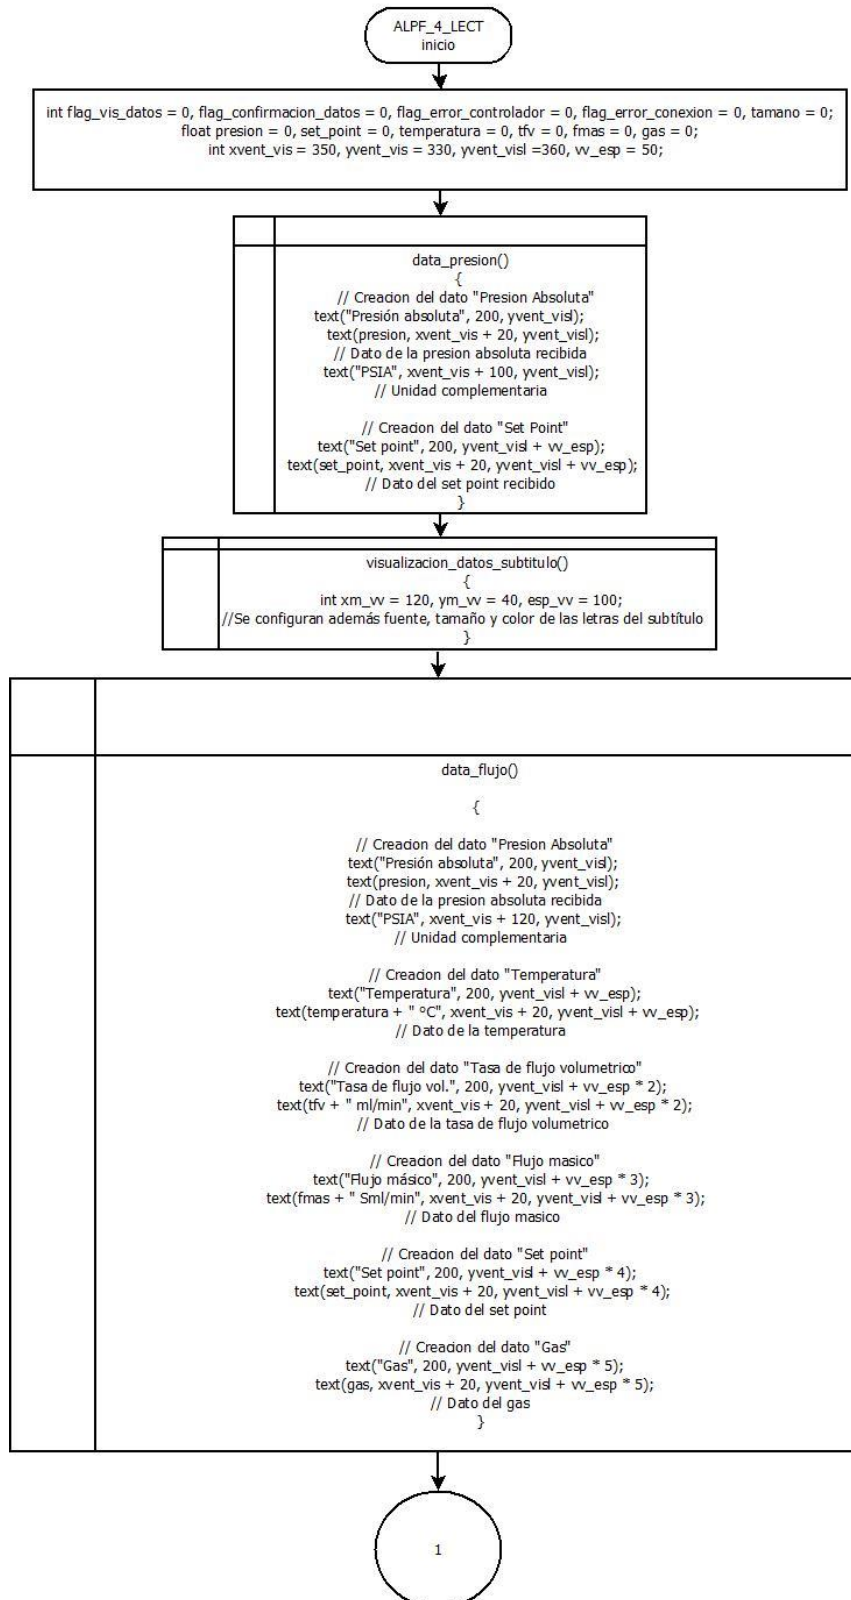 ALPF_4_LECT
inicio
int flag_vis_datos = 0, flag_confirmacion_datos = 0, flag_error_controlador = 0, flag_error_conexion = 0, tamano = 0;
float presion = 0, set_point = 0, temperatura = 0, tfv = 0, fmas = 0, gas = 0;
int xvent_vis = 350, yvent_vis = 330, yvent_visl =360, vv_esp = 50;
data_presion()
{
// Creacion del dato "Presion Absoluta"
text("Presión absoluta", 200, yvent_visl);
text(presion, xvent_vis + 20, yvent_visl);
// Dato de la presion absoluta recibida
text("PSIA", xvent_vis + 100, yvent_visl);
// Unidad complementaria
// Creacion del dato "Set Point"
text("Set point", 200, yvent_visl + vv_esp);
text(set_point, xvent_vis + 20, yvent_visl + vv_esp);
// Dato del set point recibido
}
visualizacion_datos_subtitulo()
{
int xm_vv = 120, ym_vv = 40, esp_vv = 100;
//Se configuran además fuente, tamaño y color de las letras del subtítulo
}
data_flujo()
{
// Creacion del dato "Presion Absoluta"
text("Presión absoluta", 200, yvent_visl);
text(presion, xvent_vis + 20, yvent_visl);
// Dato de la presion absoluta recibida
text("PSIA", xvent_vis + 120, yvent_visl);
// Unidad complementaria
// Creacion del dato "Temperatura"
text("Temperatura", 200, yvent_visl + vv_esp);
text(temperatura + " ºC", xvent_vis + 20, yvent_visl + vv_esp);
// Dato de la temperatura
// Creacion del dato "Tasa de flujo volumetrico"
text("Tasa de flujo vol.", 200, yvent_visl + vv_esp * 2);
text(tfv + " ml/min", xvent_vis + 20, yvent_visl + vv_esp * 2);
// Dato de la tasa de flujo volumetrico
// Creacion del dato "Flujo masico"
text("Flujo másico", 200, yvent_visl + vv_esp * 3);
text(fmas + " Sml/min", xvent_vis + 20, yvent_visl + vv_esp * 3);
// Dato del flujo masico
// Creacion del dato "Set point"
text("Set point", 200, yvent_visl + vv_esp * 4);
text(set_point, xvent_vis + 20, yvent_visl + vv_esp * 4);
// Dato del set point
// Creacion del dato "Gas"
text("Gas", 200, yvent_visl + vv_esp * 5);
text(gas, xvent_vis + 20, yvent_visl + vv_esp * 5);
// Dato del gas
}
1